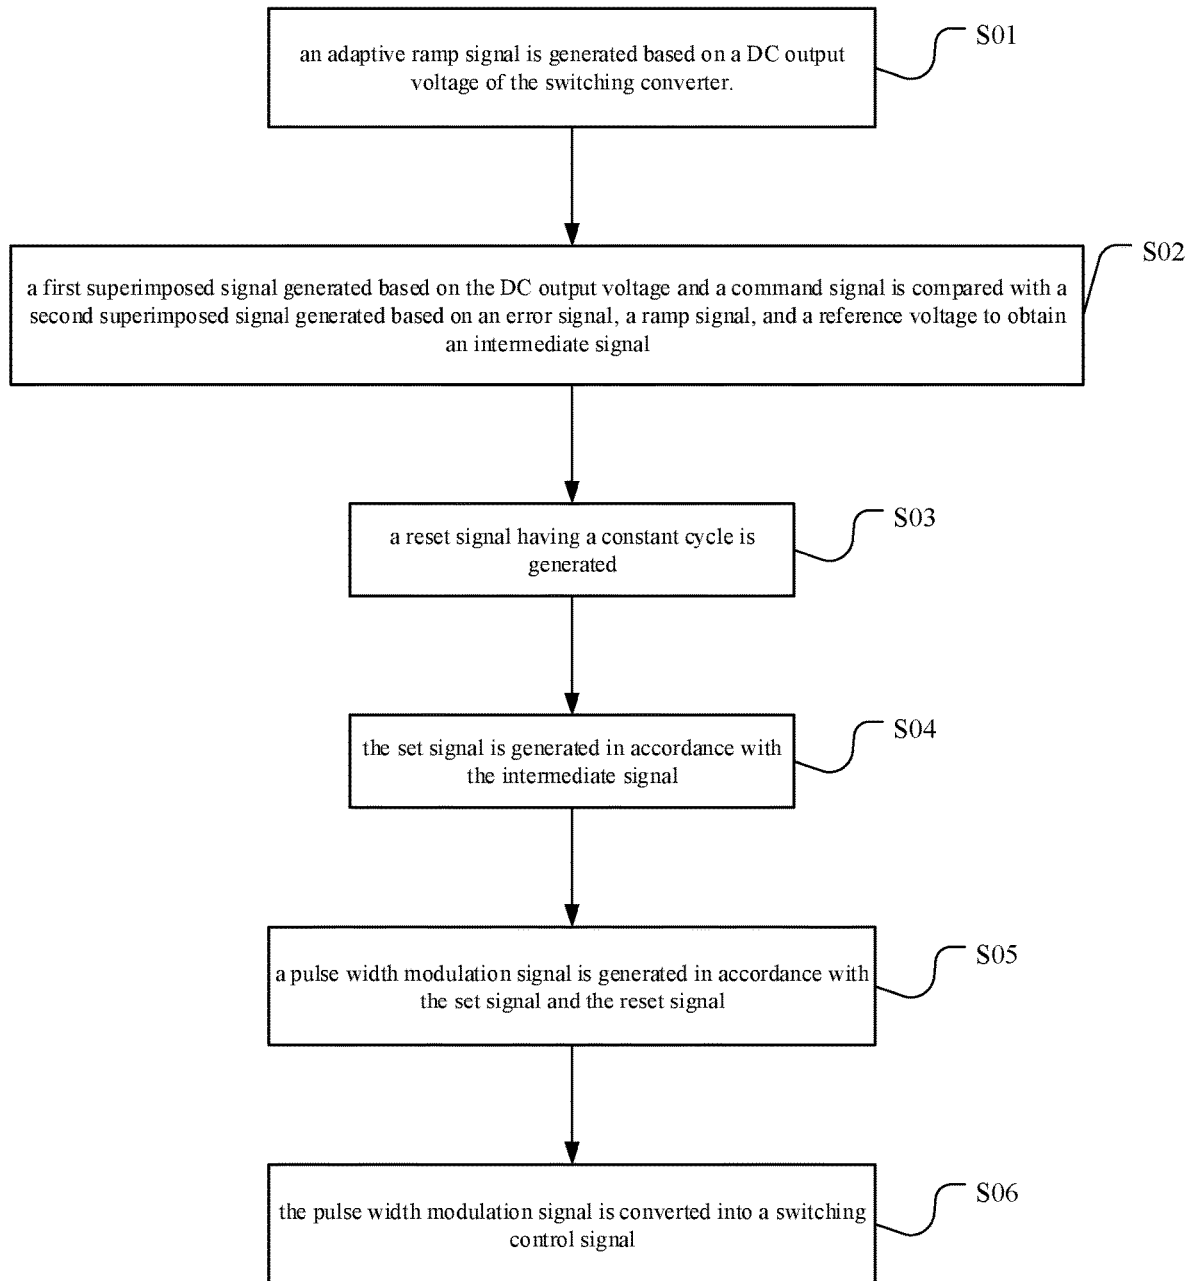 an adaptive ramp signal is generated based on a DC output
voltage of the switching converter.
S01
a first superimposed signal generated based on the DC output voltage and a command signal is compared with a
second superimposed signal generated based on an error signal, a ramp signal, and a reference voltage to obtain
an intermediate signal
S02
a reset signal having a constant cycle is
generated
S03
the set signal is generated in accordance with
the intermediate signal
S04
a pulse width modulation signal is generated in accordance with
the set signal and the reset signal
S05
the pulse width modulation signal is converted into a switching
control signal
S06